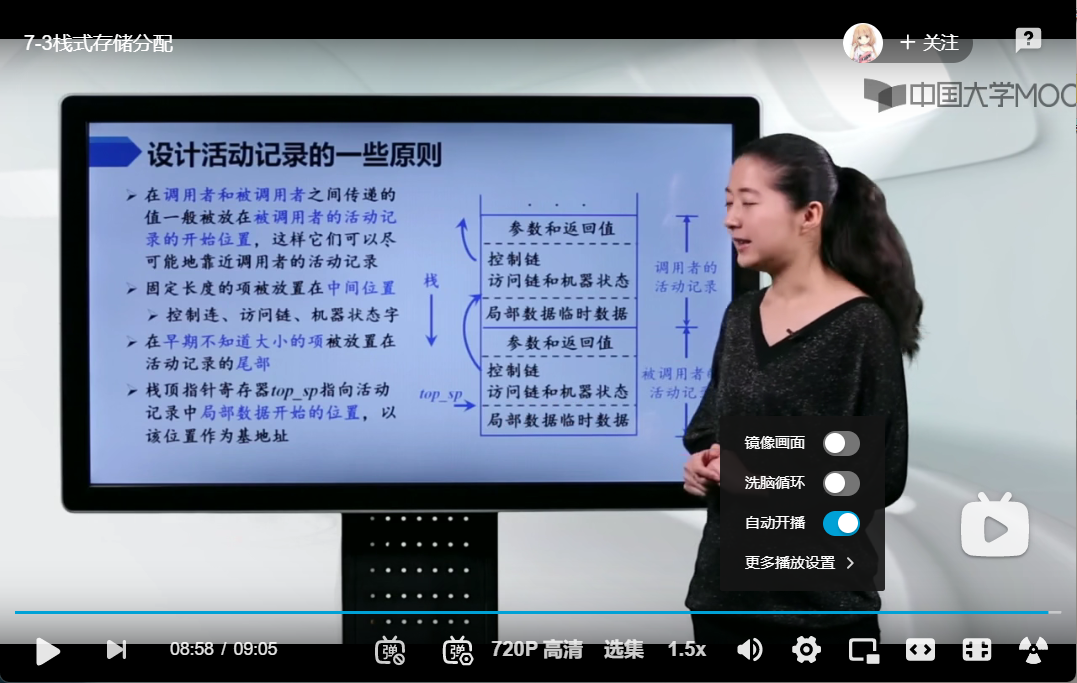 7-3栈式存储分配
+ 关注
?
中国大学MOO
设计活动记录的一些原则
➢ 在调用者和被调用者之间传递的
值一般被放在被调用者的活动记
录的开始位置，这样它们可以尽
可能地靠近调用者的活动记录
➢ 固定长度的项被放置在中间位置
➢ 控制连、访问链、机器状态字
➢ 在早期不知道大小的项被放置在
活动记录的尾部
➢ 栈顶指针寄存器top_sp指向活动
记录中局部数据开始的位置，以
该位置作为基地址
栈
top_sp
. . .
参数和返回值
控制链
访问链和机器状态
局部数据临时数据
参数和返回值
控制链
访问链和机器状态
局部数据临时数据
调用者的
活动记录
被调用者
活动记
镜像画面
洗脑循环
自动开播
更多播放设置
08:58 / 09:05
弹
弹
720P 高清
选集
1.5x